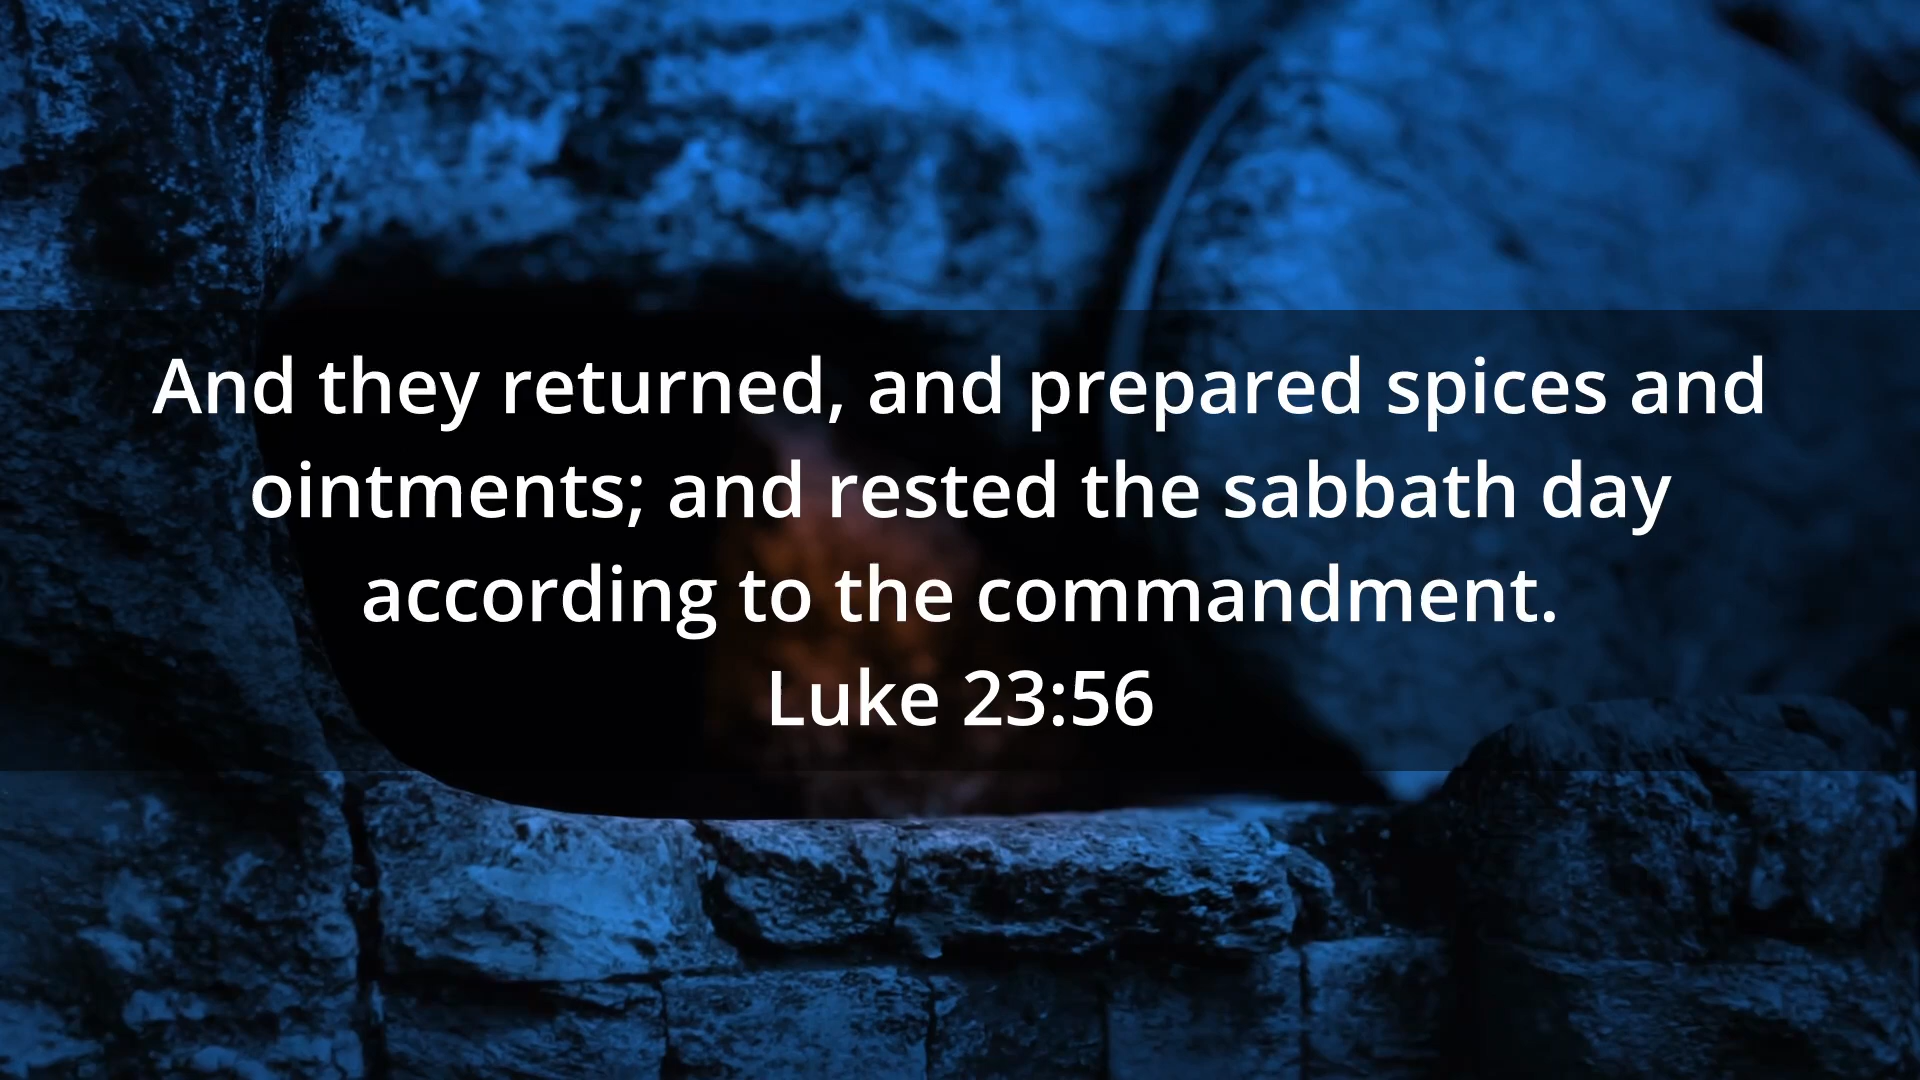 And they returned, and prepared spices and
ointments; and rested the sabbath day
according to the commandment.
Luke 23:56